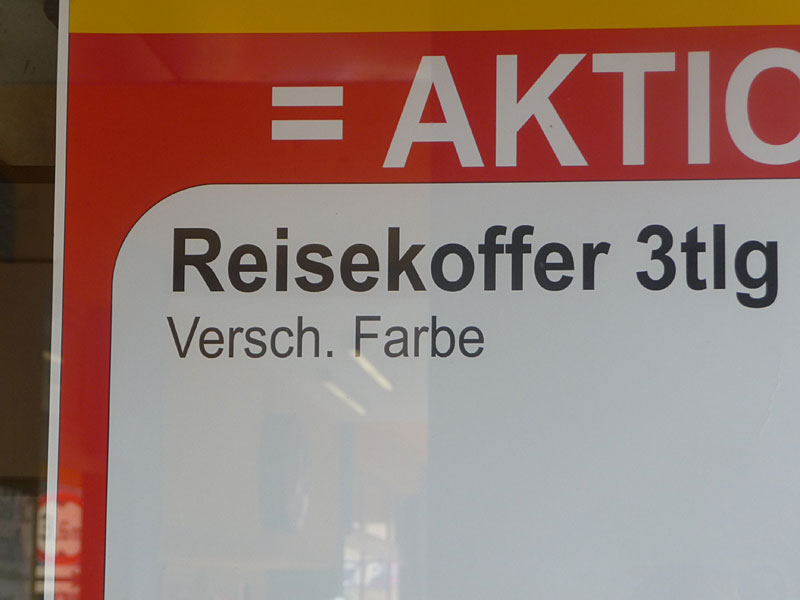 = AKTIO
Reisekoffer 3tlg
Versch. Farbe